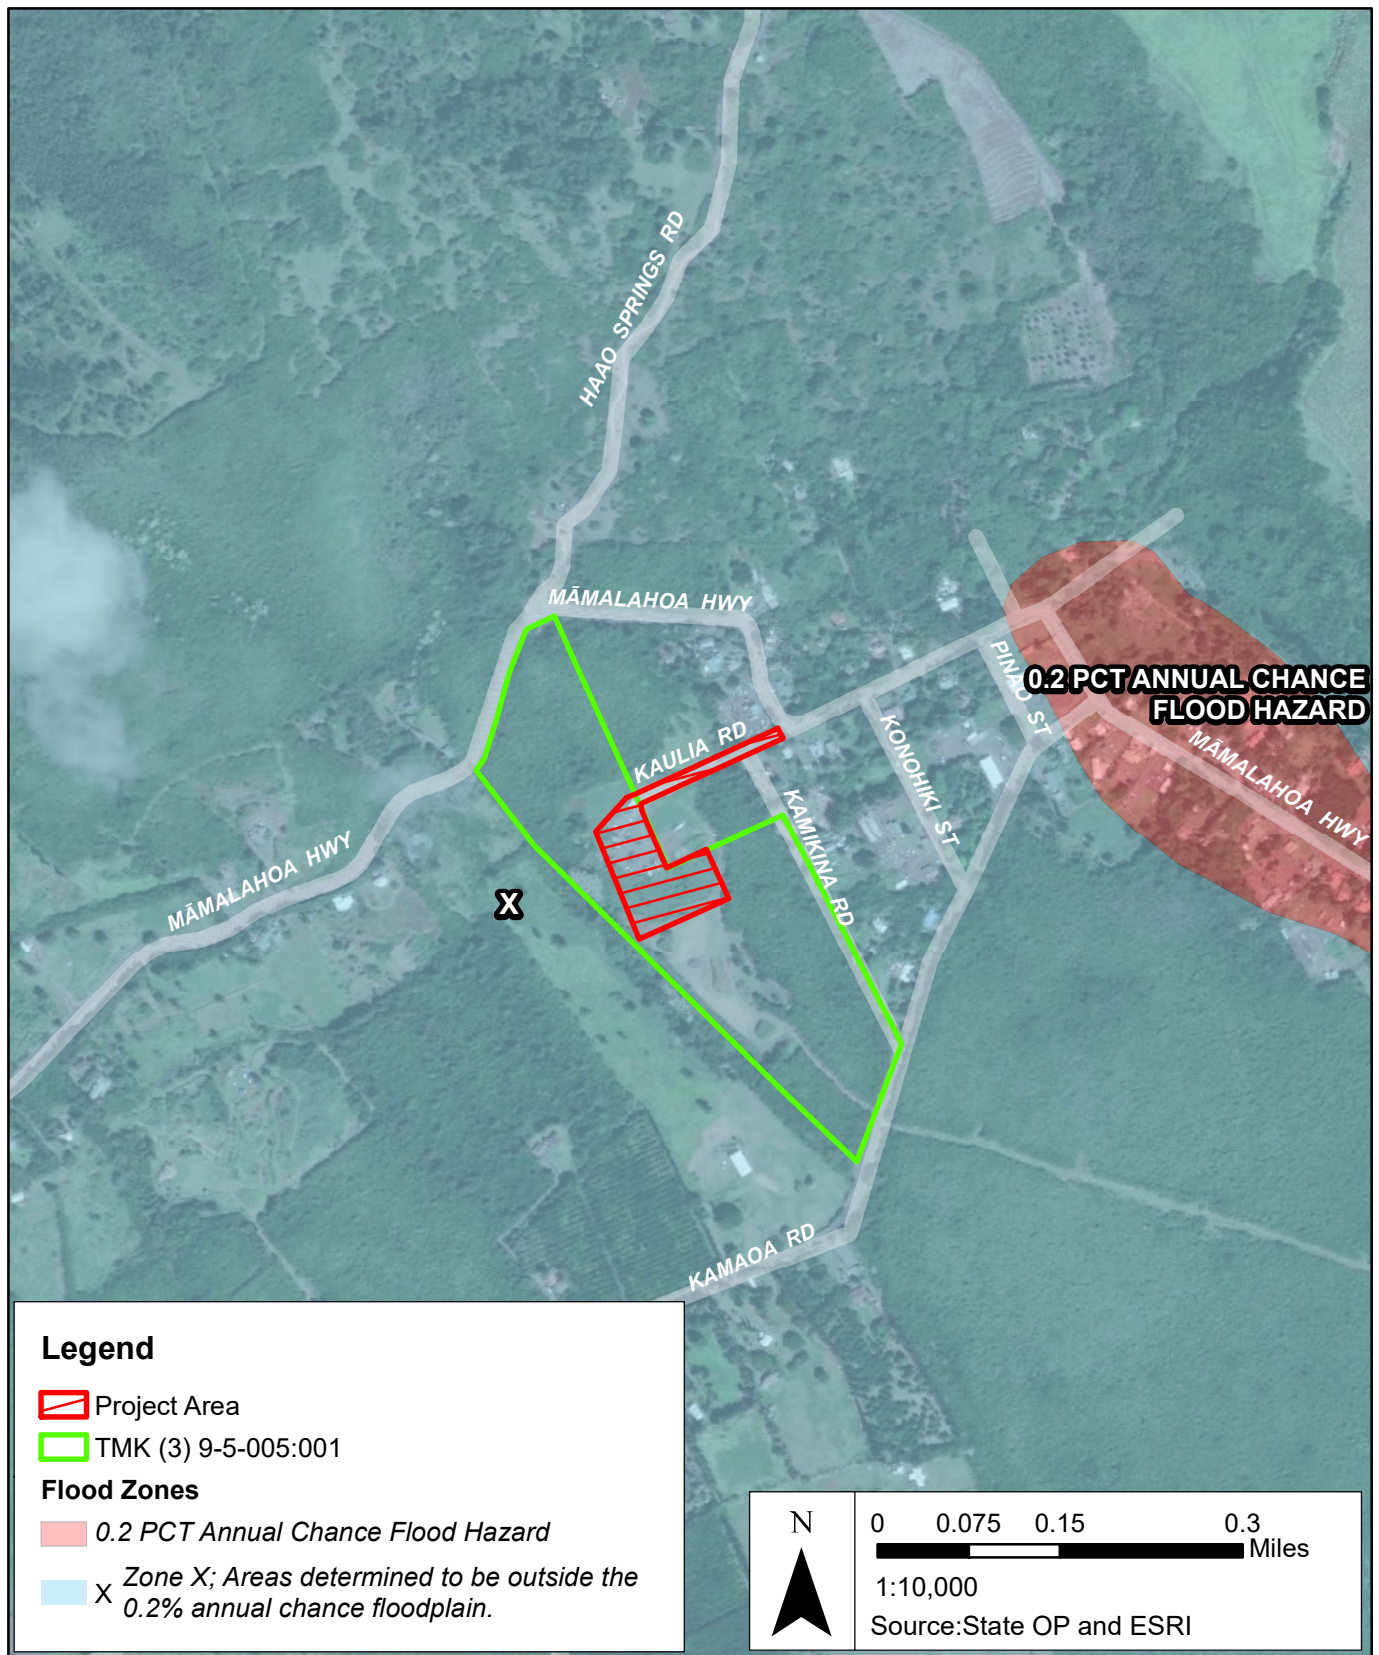 HAAO SPRINGS RD
MĀMALAHOA HWY
PINAO ST
0.2 PCT ANNUAL CHANCE
FLOOD HAZARD
KAULIA RD
KONOHIKI ST
MĀMALAHOA HWY
KAMIKINA RD
MĀMALAHOA HWY
X
KAMAOA RD
Legend
Project Area
TMK (3) 9-5-005:001
Flood Zones
0.2 PCT Annual Chance Flood Hazard
X Zone X; Areas determined to be outside the
0.2% annual chance floodplain.
N
0 0.075 0.15 0.3
Miles
1:10,000
Source:State OP and ESRI